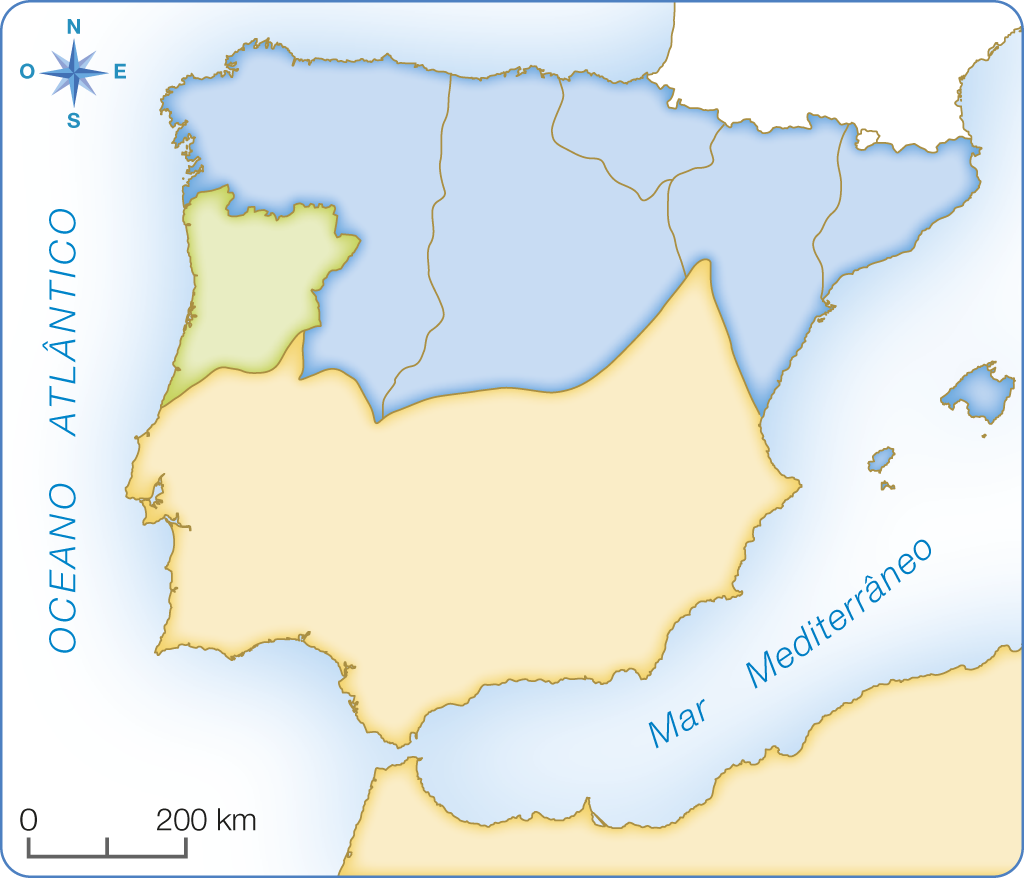 N
O E
S
OCEANO ATLÂNTICO
Mar Mediterrâneo
0 200 km